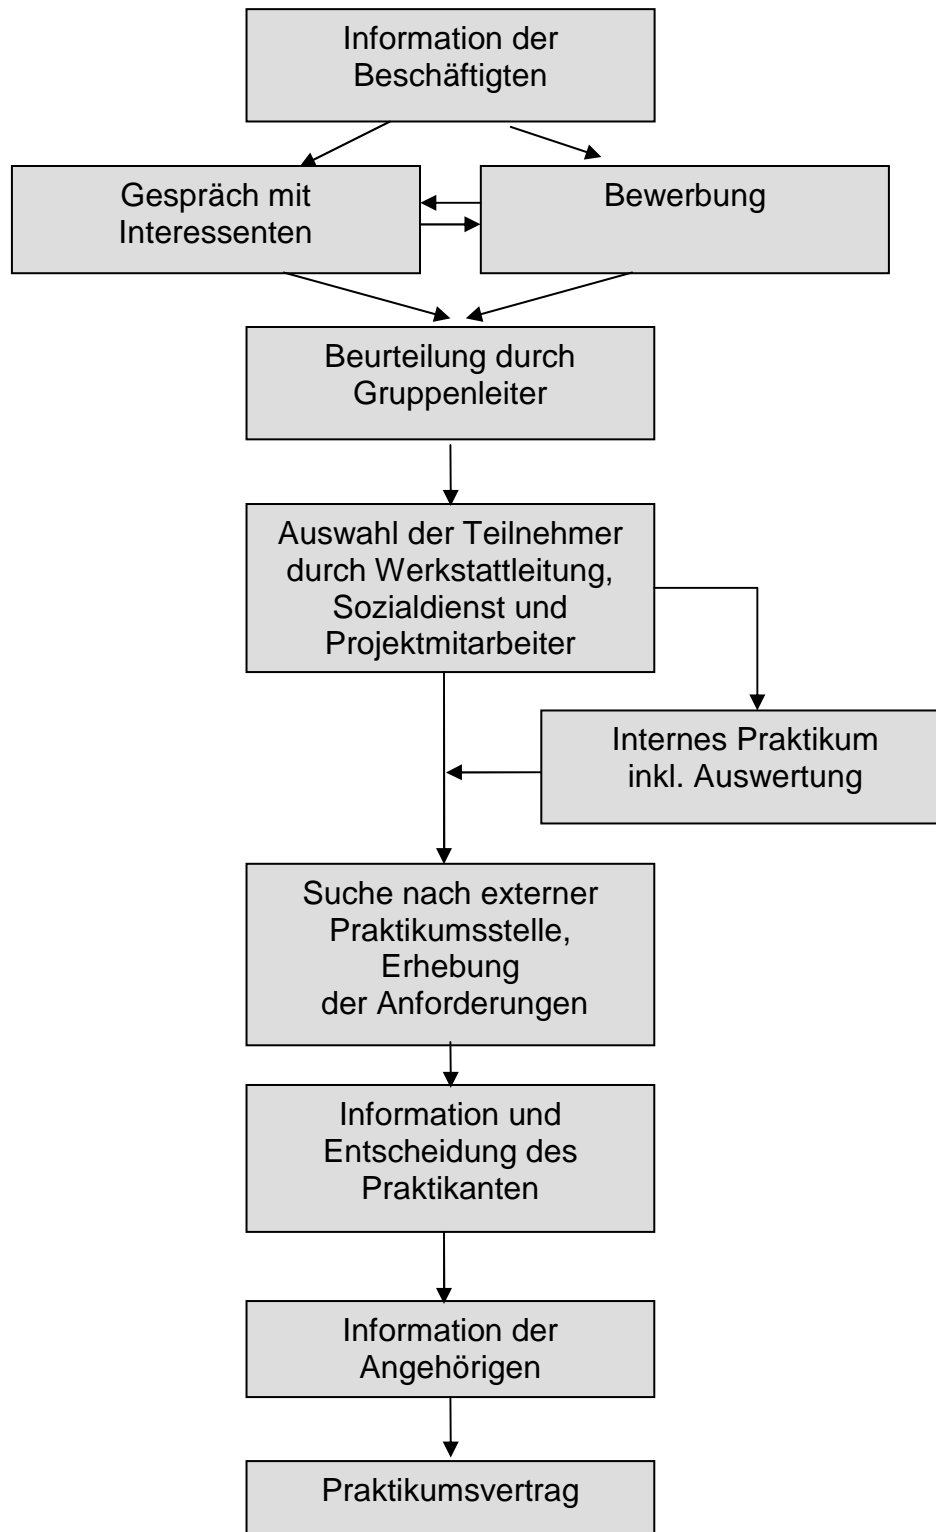 Information der
Beschäftigten
Gespräch mit
Interessenten
Bewerbung
Beurteilung durch
Gruppenleiter
Auswahl der Teilnehmer
durch Werkstattleitung,
Sozialdienst und
Projektmitarbeiter
Internes Praktikum
inkl. Auswertung
Suche nach externer
Praktikumsstelle,
Erhebung
der Anforderungen
Information und
Entscheidung des
Praktikanten
Information der
Angehörigen
Praktikumsvertrag